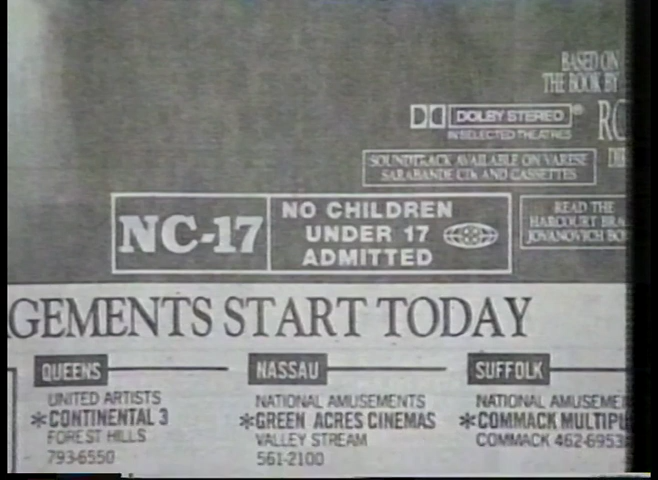 BASED ON
THE BOOK BY
DOLBY STEREO
IN SELECTED THEATRES
SOUNDTRACK AVAILABLE ON VARESE
SARABANDE CDs AND CASSETTES
NC-17
NO CHILDREN
UNDER 17
ADMITTED
READ THE
HARCOURT BRA
JOVANOVICH BO
GEMENTS START TODAY
QUEENS
UNITED ARTISTS
*CONTINENTAL 3
FOREST HILLS
793-6550
NASSAU
NATIONAL AMUSEMENTS
*GREEN ACRES CINEMAS
VALLEY STREAM
561-2100
SUFFOLK
NATIONAL AMUSEME
*COMMACK MULTIPL
COMMACK 462-6953